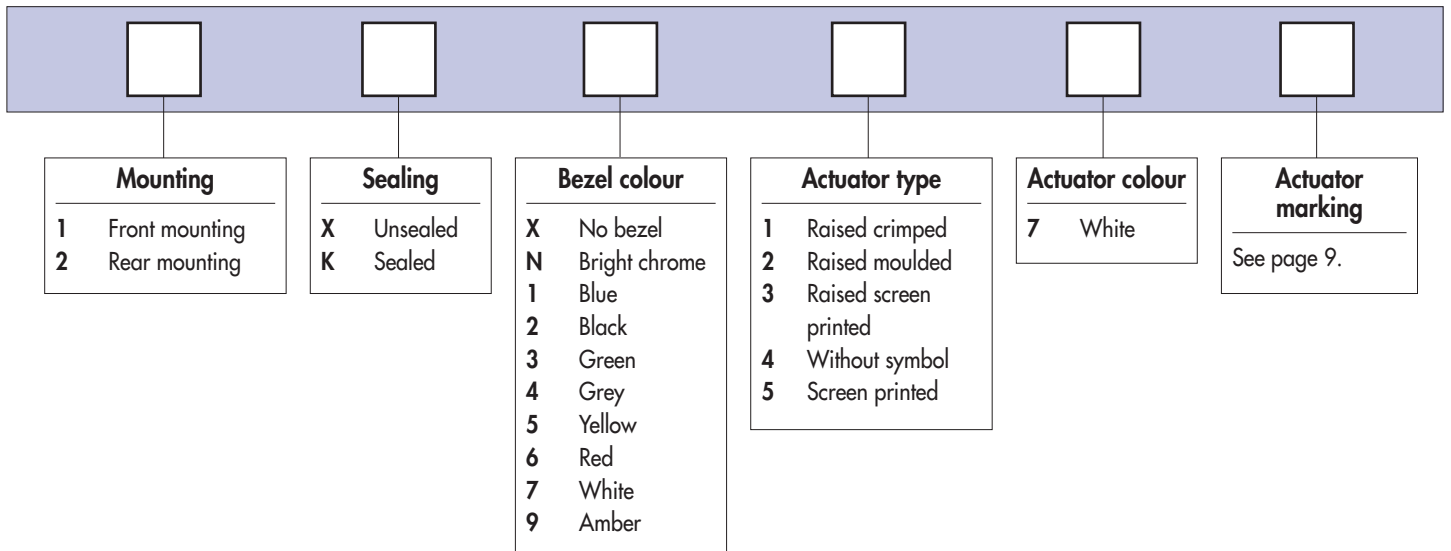 Mounting
1 Front mounting
2 Rear mounting
Sealing
X Unsealed
K Sealed
Bezel colour
X No bezel
N Bright chrome
1 Blue
2 Black
3 Green
4 Grey
5 Yellow
6 Red
7 White
9 Amber
Actuator type
1 Raised crimped
2 Raised moulded
3 Raised screen
printed
4 Without symbol
5 Screen printed
Actuator colour
7 White
Actuator
marking
See page 9.